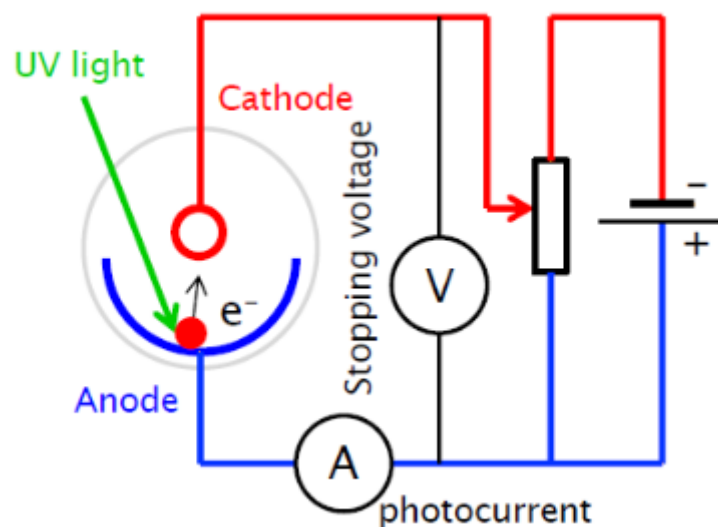 UV light
Cathode
Stopping voltage
V
–
+
e⁻
Anode
A
photocurrent